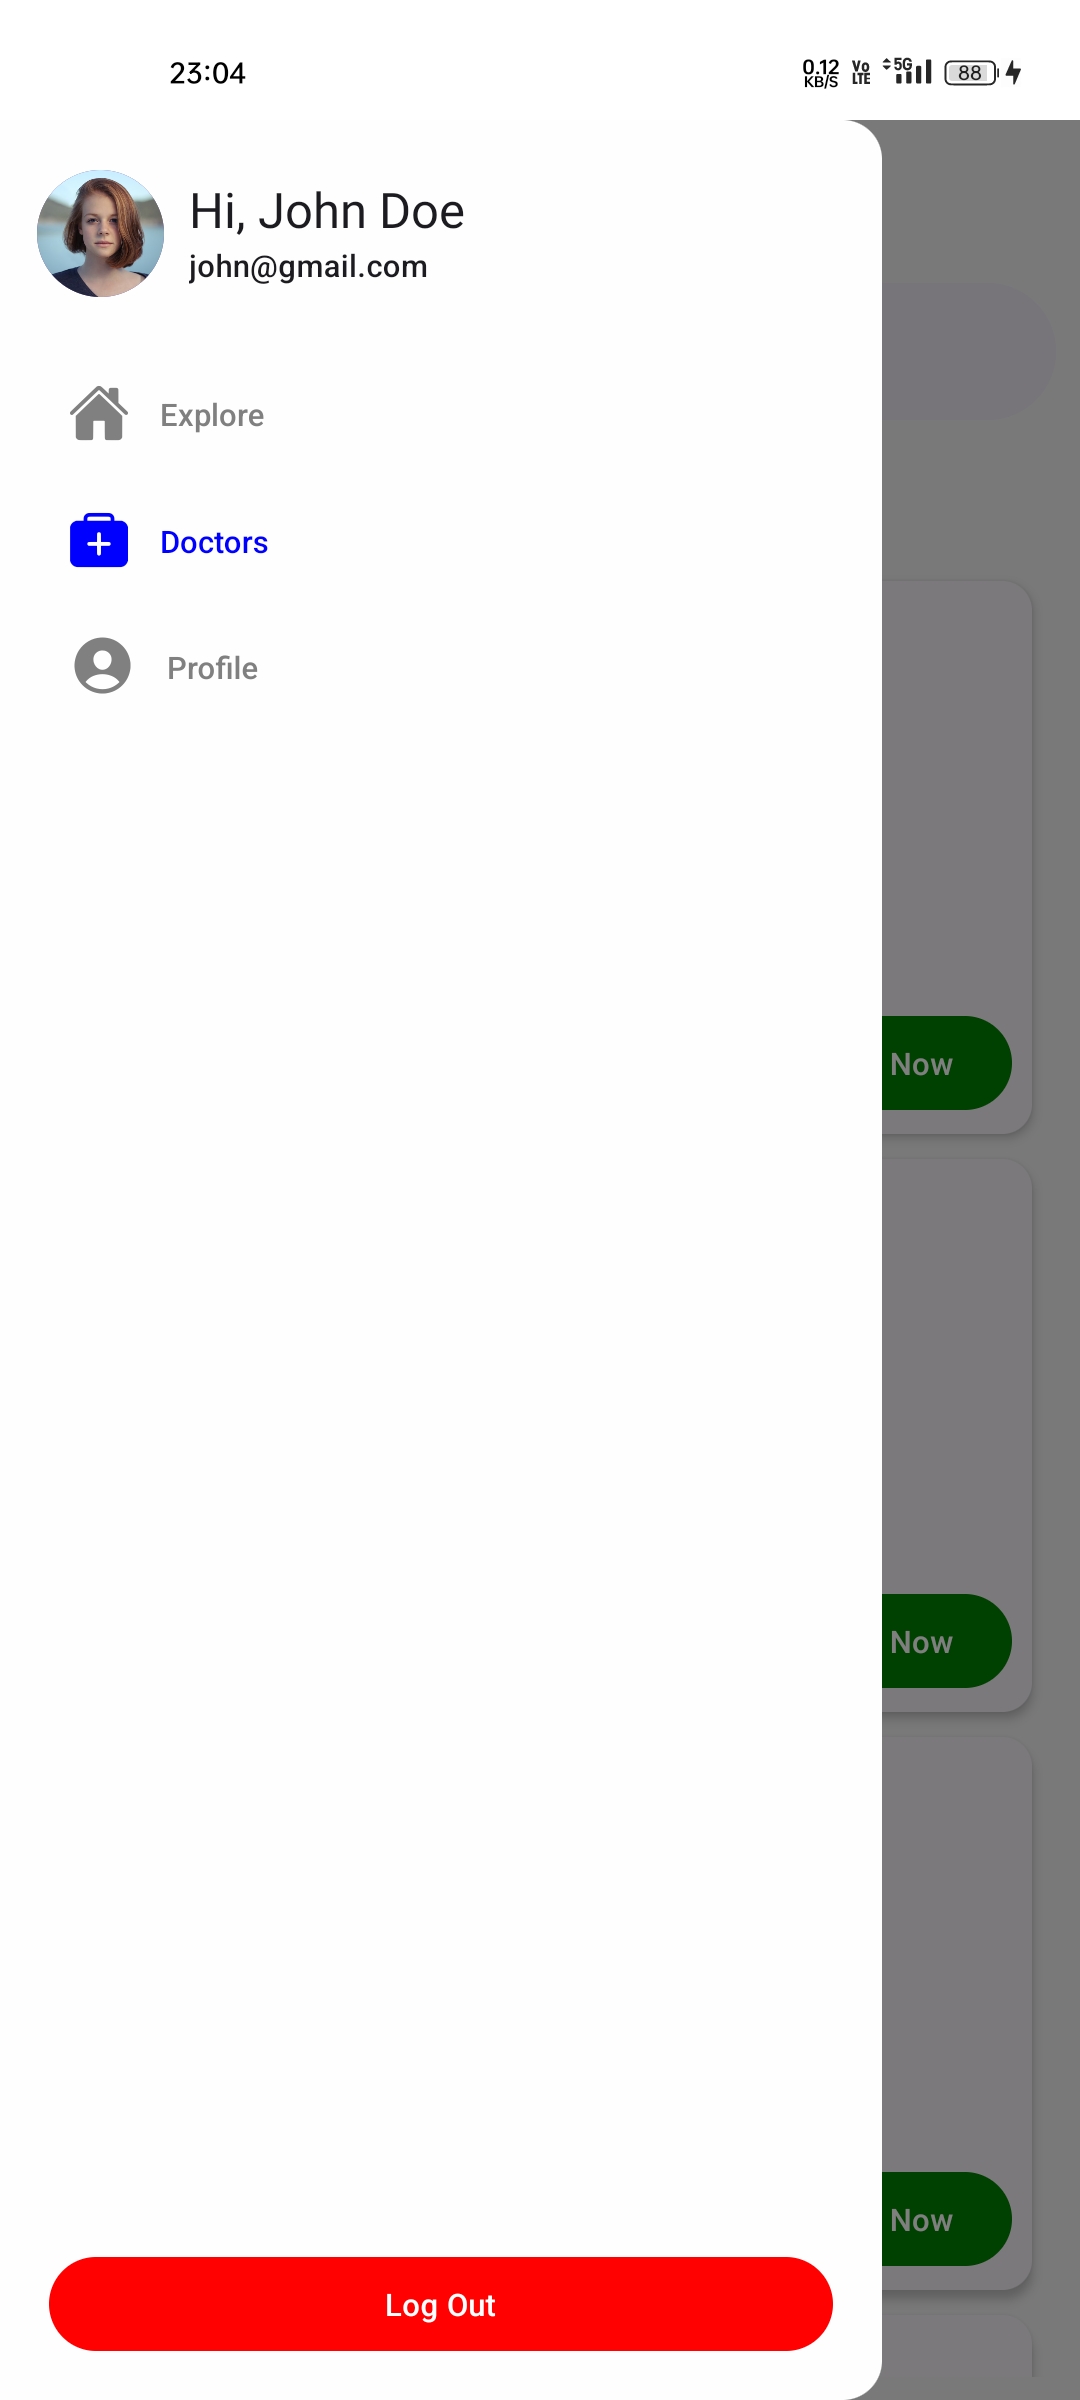 23:04
0.12
KB/S
Vo
LTE
5G
88
Hi, John Doe
john@gmail.com
Explore
Doctors
Profile
Now
Now
Now
Log Out